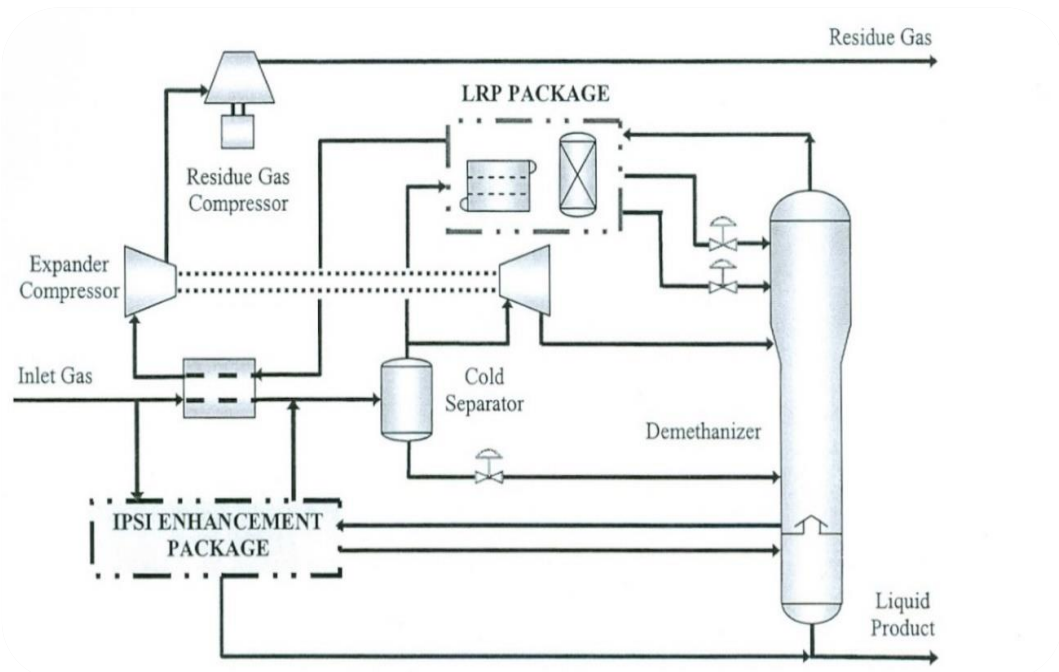 Residue Gas
LRP PACKAGE
Residue Gas
Compressor
Expander
Compressor
Inlet Gas
Cold
Separator
Demethanizer
IPSI ENHANCEMENT
PACKAGE
Liquid
Product